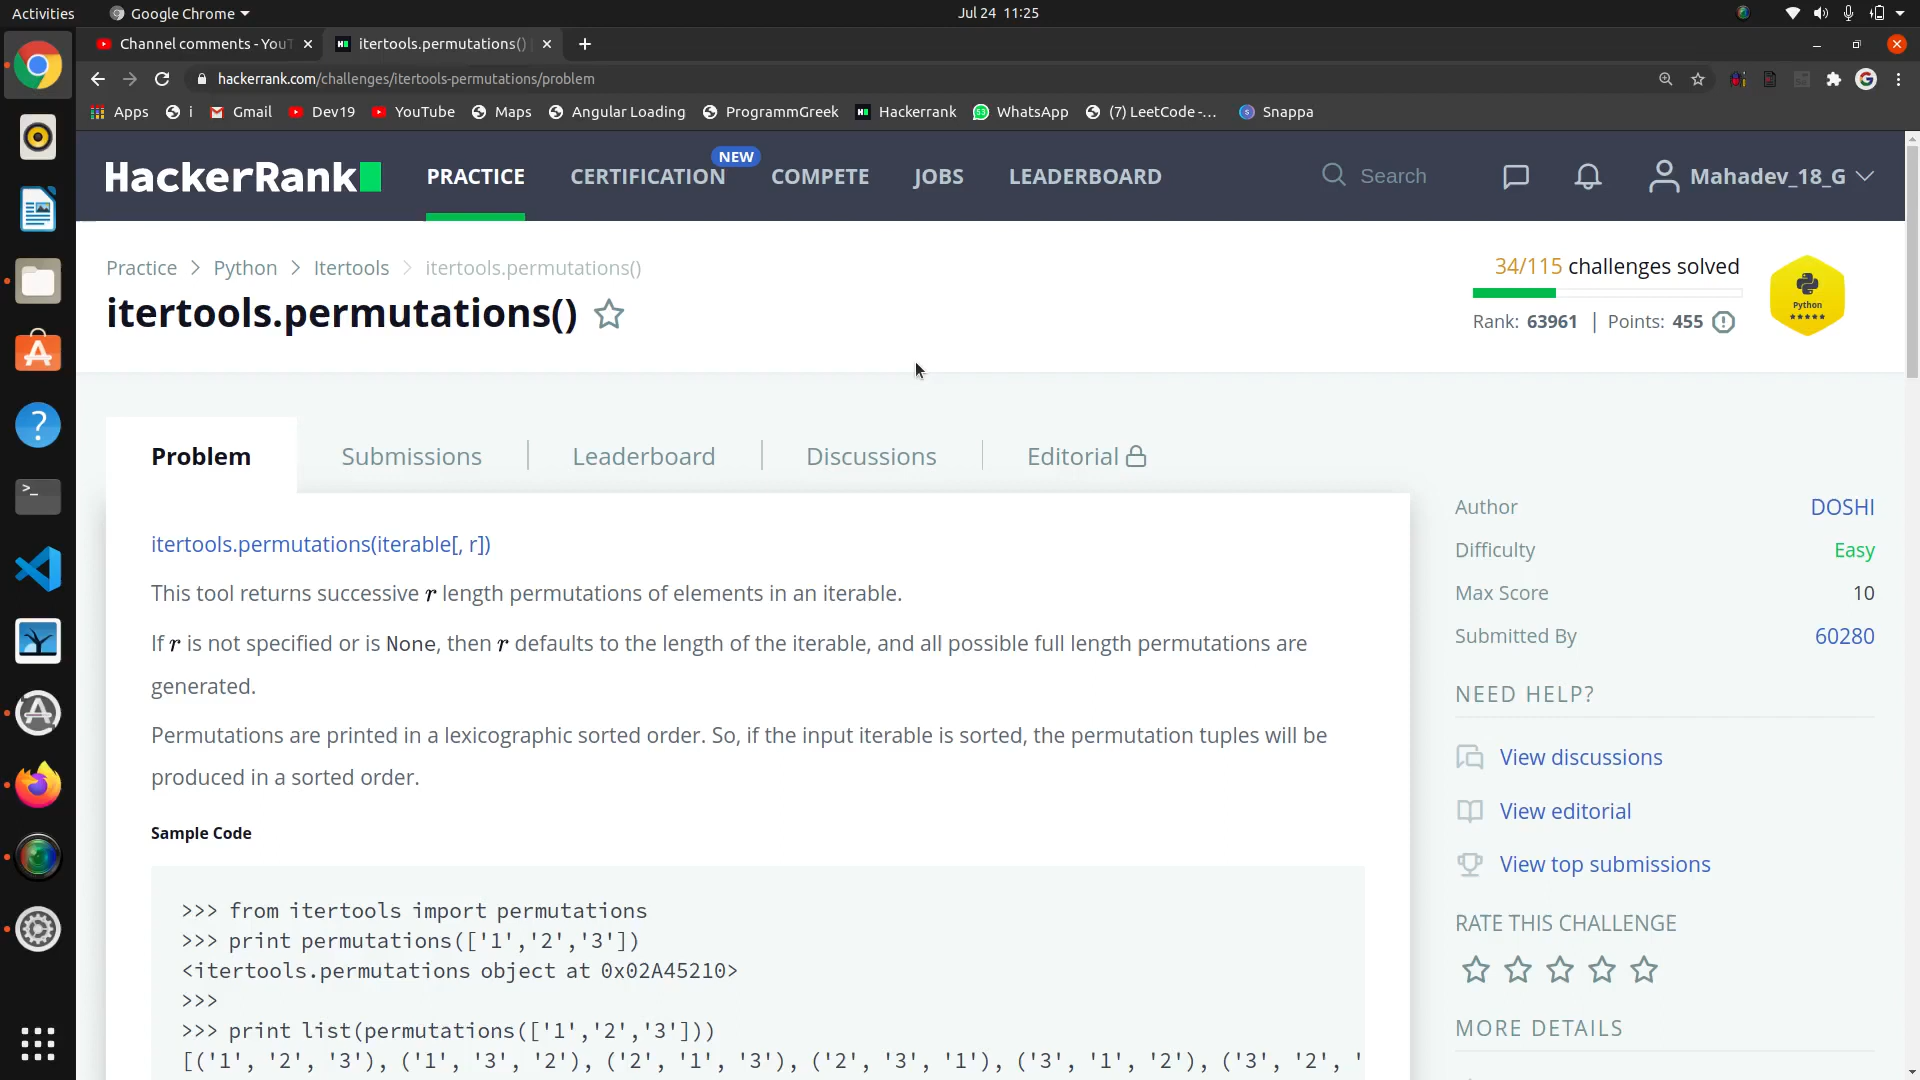 Activities
Google Chrome
Jul 24 11:25
Channel comments - YouT
itertools.permutations()
hackerrank.com/challenges/itertools-permutations/problem
Apps
i
Gmail
Dev19
YouTube
Maps
Angular Loading
ProgrammGreek
Hackerrank
WhatsApp
(7) LeetCode -...
Snappa
HackerRank
PRACTICE
CERTIFICATION
NEW
COMPETE
JOBS
LEADERBOARD
Search
Mahadev_18_G
Practice > Python > Itertools > itertools.permutations()
itertools.permutations()
34/115 challenges solved
Rank: 63961 | Points: 455
Python
Problem
Submissions
Leaderboard
Discussions
Editorial
itertools.permutations(iterable[, r])
This tool returns successive r length permutations of elements in an iterable.
If r is not specified or is None, then r defaults to the length of the iterable, and all possible full length permutations are
generated.
Permutations are printed in a lexicographic sorted order. So, if the input iterable is sorted, the permutation tuples will be
produced in a sorted order.
Sample Code
>>> from itertools import permutations
>>> print permutations(['1','2','3'])
<itertools.permutations object at 0x02A45210>
>>>
>>> print list(permutations(['1','2','3']))
[('1', '2', '3'), ('1', '3', '2'), ('2', '1', '3'), ('2', '3', '1'), ('3', '1', '2'), ('3', '2', '
Author DOSHI
Difficulty Easy
Max Score 10
Submitted By 60280
NEED HELP?
View discussions
View editorial
View top submissions
RATE THIS CHALLENGE
MORE DETAILS